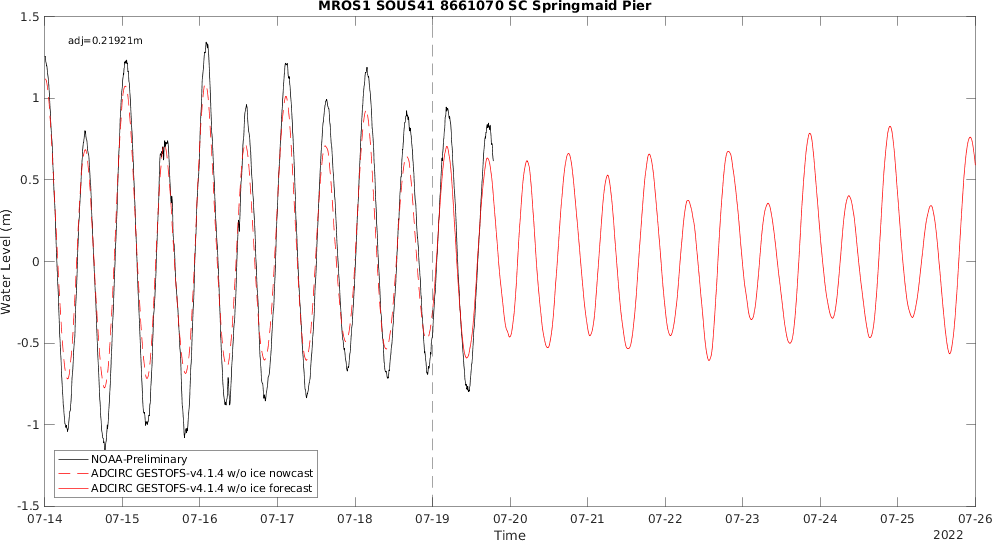 MROS1 SOUS41 8661070 SC Springmaid Pier
adj=0.21921m
Water Level (m)
1.5
1
0.5
0
-0.5
-1
-1.5
NOAA-Preliminary
ADCIRC GESTOFS-v4.1.4 w/o ice nowcast
ADCIRC GESTOFS-v4.1.4 w/o ice forecast
07-14 07-15 07-16 07-17 07-18 07-19 07-20 07-21 07-22 07-23 07-24 07-25 07-26
Time
2022